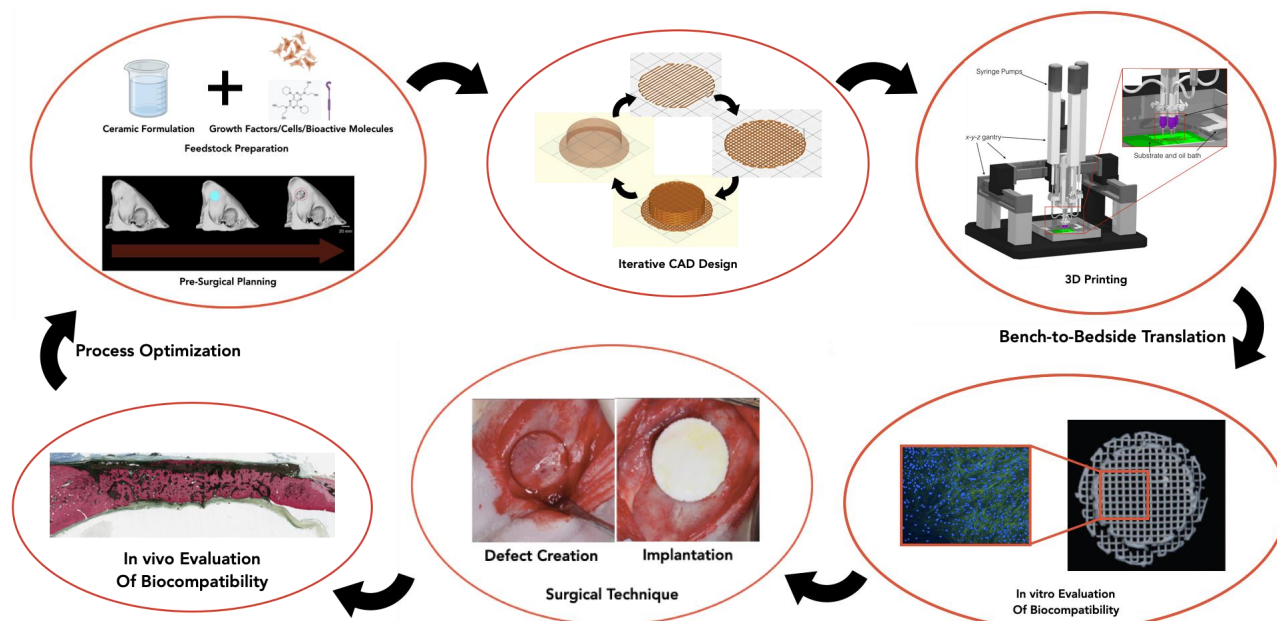 +
Ceramic Formulation
Growth Factors/Cells/Bioactive Molecules
Feedstock Preparation
20 mm
Pre-Surgical Planning
Iterative CAD Design
Syringe Pumps
x-y-z gantry
Substrate and oil bath
3D Printing
Process Optimization
Bench-to-Bedside Translation
In vivo Evaluation
Of Biocompatibility
Defect Creation
Implantation
Surgical Technique
In vitro Evaluation
Of Biocompatibility